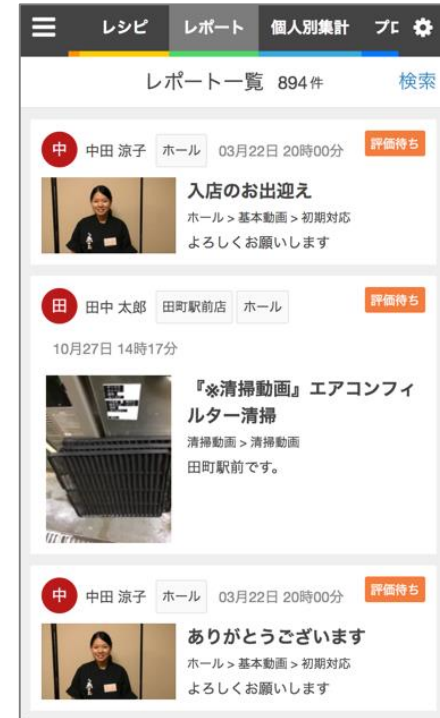 レシピ レポート 個人別集計 プロ
レポート一覧 894件 検索
中 中田 涼子 ホール 03月22日 20時00分 評価待ち
入店のお出迎え
ホール > 基本動画 > 初期対応
よろしくお願いします
田 田中 太郎 田町駅前店 ホール 評価待ち
10月27日 14時17分
『※清掃動画』エアコンフィ
ルター清掃
清掃動画 > 清掃動画
田町駅前です。
中 中田 涼子 ホール 03月22日 20時00分 評価待ち
ありがとうございます
ホール > 基本動画 > 初期対応
よろしくお願いします